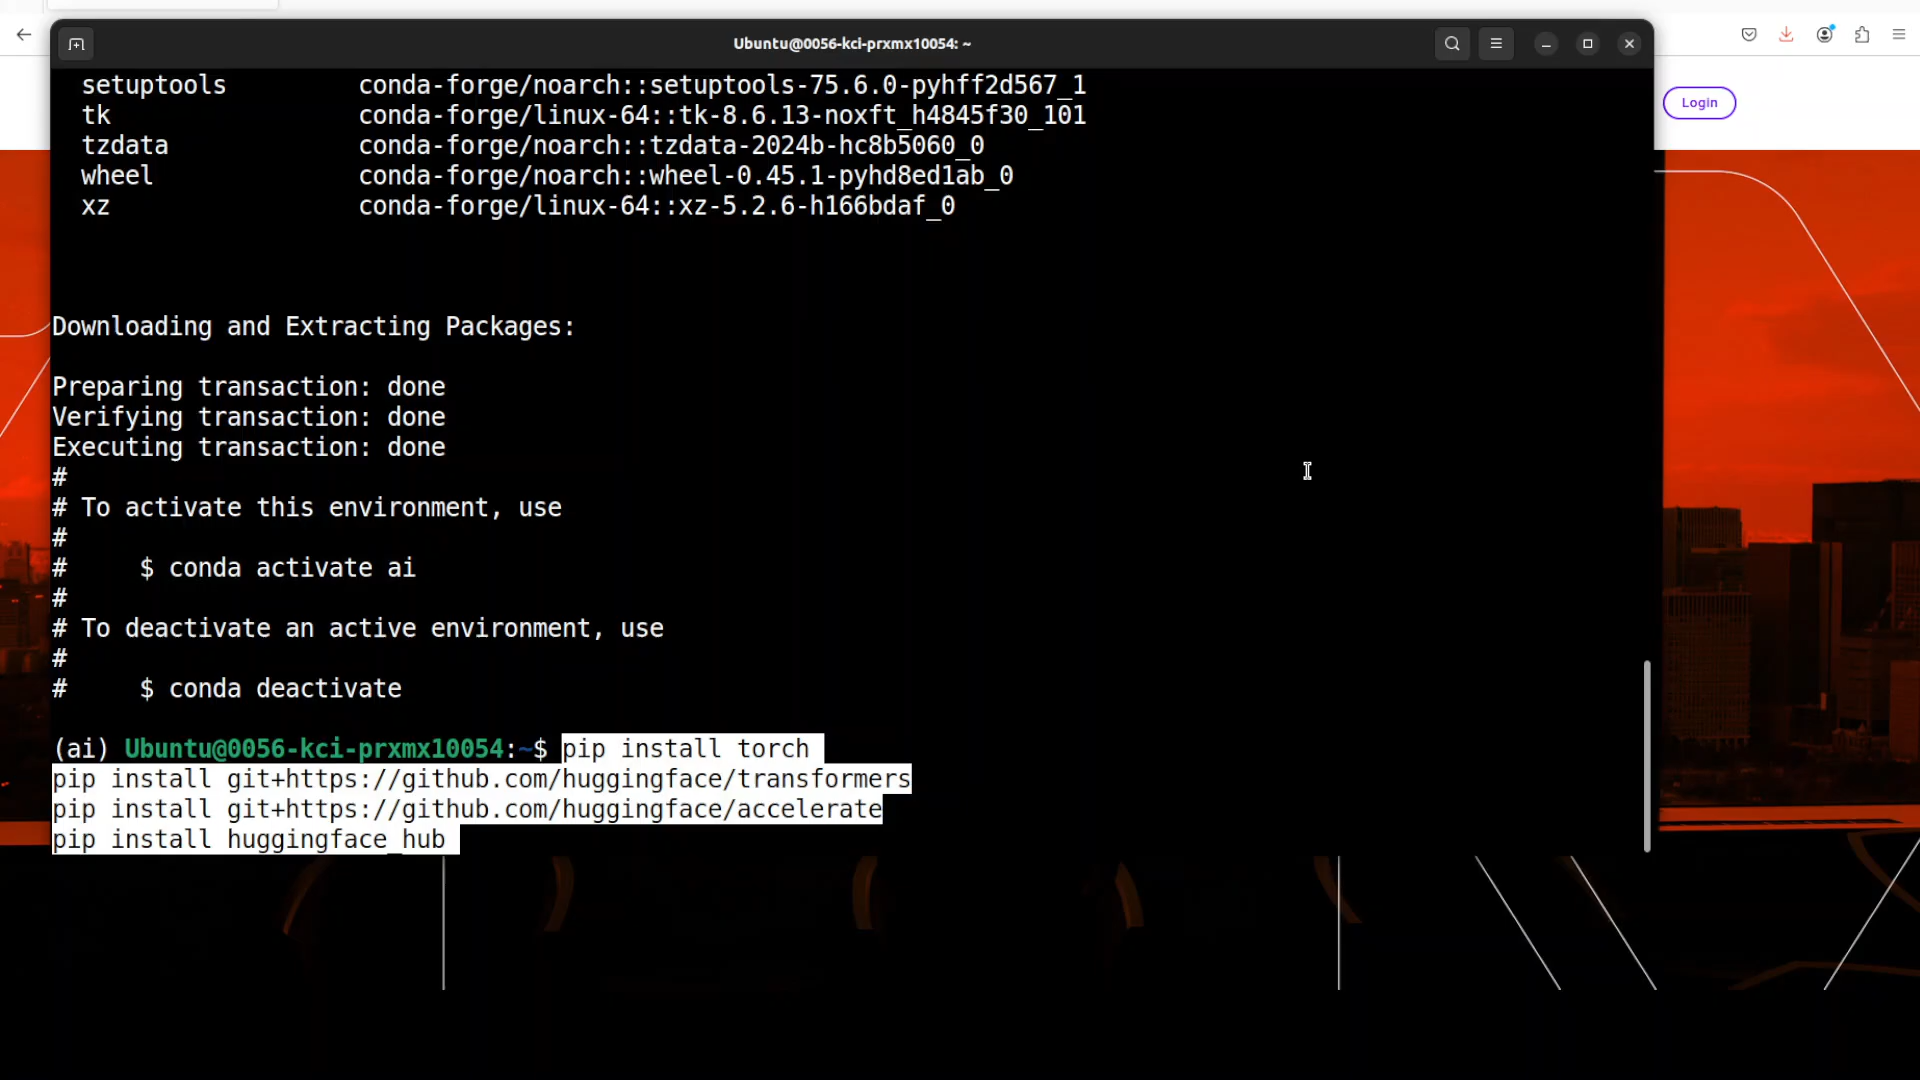 Ubuntu@0056-kci-prxmx10054: ~
Login
setuptools conda-forge/noarch::setuptools-75.6.0-pyhff2d567_1
tk conda-forge/linux-64::tk-8.6.13-noxft_h4845f30_101
tzdata conda-forge/noarch::tzdata-2024b-hc8b5060_0
wheel conda-forge/noarch::wheel-0.45.1-pyhd8ed1ab_0
xz conda-forge/linux-64::xz-5.2.6-h166bdaf_0
Downloading and Extracting Packages:
Preparing transaction: done
Verifying transaction: done
Executing transaction: done
#
# To activate this environment, use
#
# $ conda activate ai
#
# To deactivate an active environment, use
#
# $ conda deactivate
(ai) Ubuntu@0056-kci-prxmx10054:~$ pip install torch
pip install git+https://github.com/huggingface/transformers
pip install git+https://github.com/huggingface/accelerate
pip install huggingface_hub